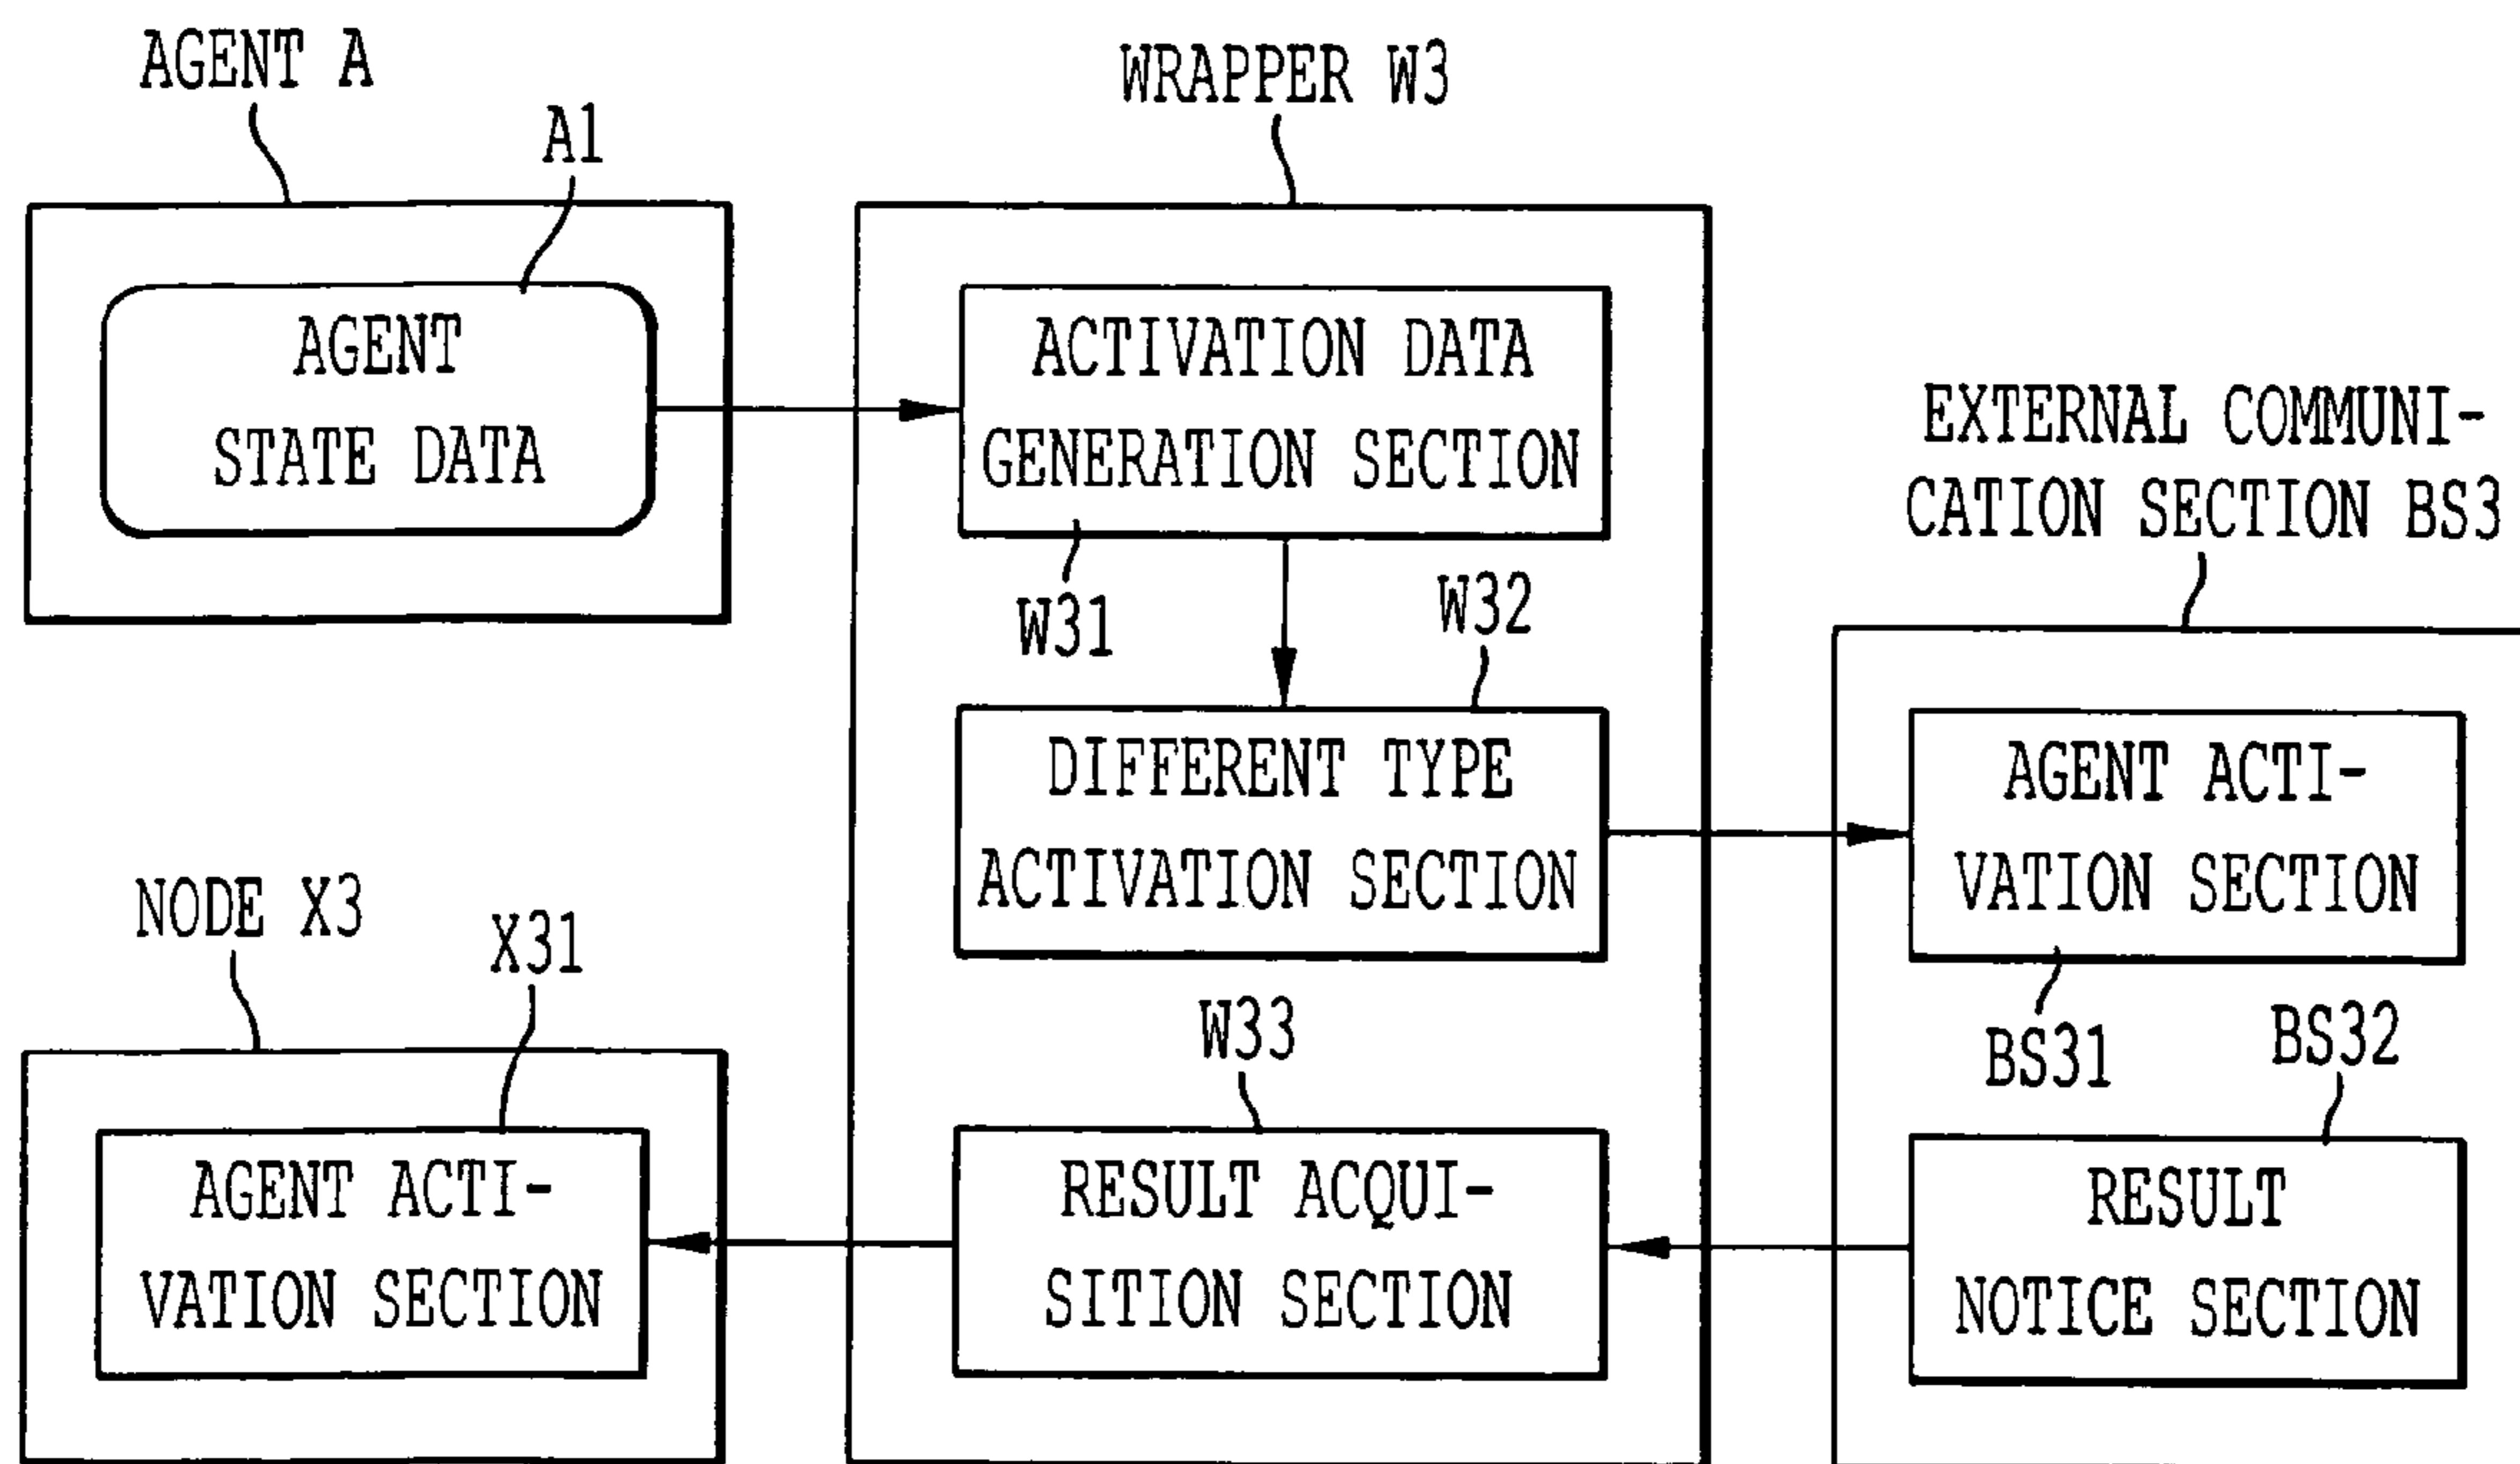 AGENT A
A1
AGENT
STATE DATA
WRAPPER W3
ACTIVATION DATA
GENERATION SECTION
W31
W32
DIFFERENT TYPE
ACTIVATION SECTION
EXTERNAL COMMUNI-
CATION SECTION BS3
AGENT ACTI-
VATION SECTION
BS31
BS32
NODE X3
X31
AGENT ACTI-
VATION SECTION
W33
RESULT ACQUI-
SITION SECTION
RESULT
NOTICE SECTION